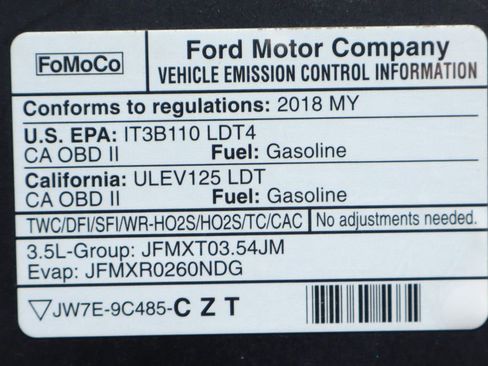 FoMoCo
Ford Motor Company
VEHICLE EMISSION CONTROL INFORMATION
Conforms to regulations: 2018 MY
U.S. EPA: IT3B110 LDT4
CA OBD II Fuel: Gasoline
California: ULEV125 LDT
CA OBD II Fuel: Gasoline
TWC/DFI/SFI/WR-HO2S/HO2S/TC/CAC No adjustments needed.
3.5L-Group: JFMXT03.54JM
Evap: JFMXR0260NDG
▽JW7E-9C485-CZT